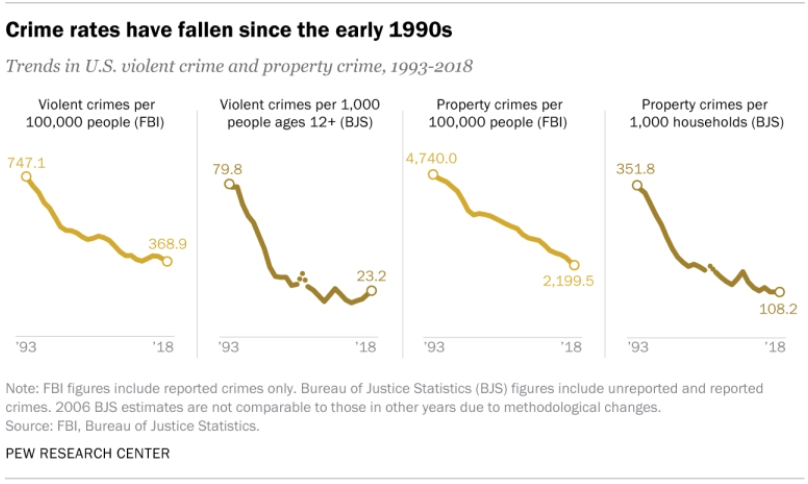 Crime rates have fallen since the early 1990s
Trends in U.S. violent crime and property crime, 1993-2018
Violent crimes per
100,000 people (FBI)
747.1
368.9
'93
'18
Violent crimes per 1,000
people ages 12+ (BJS)
79.8
23.2
'93
'18
Property crimes per
100,000 people (FBI)
4,740.0
2,199.5
'93
'18
Property crimes per
1,000 households (BJS)
351.8
108.2
'93
'18
Note: FBI figures include reported crimes only. Bureau of Justice Statistics (BJS) figures include unreported and reported
crimes. 2006 BJS estimates are not comparable to those in other years due to methodological changes.
Source: FBI, Bureau of Justice Statistics.
PEW RESEARCH CENTER